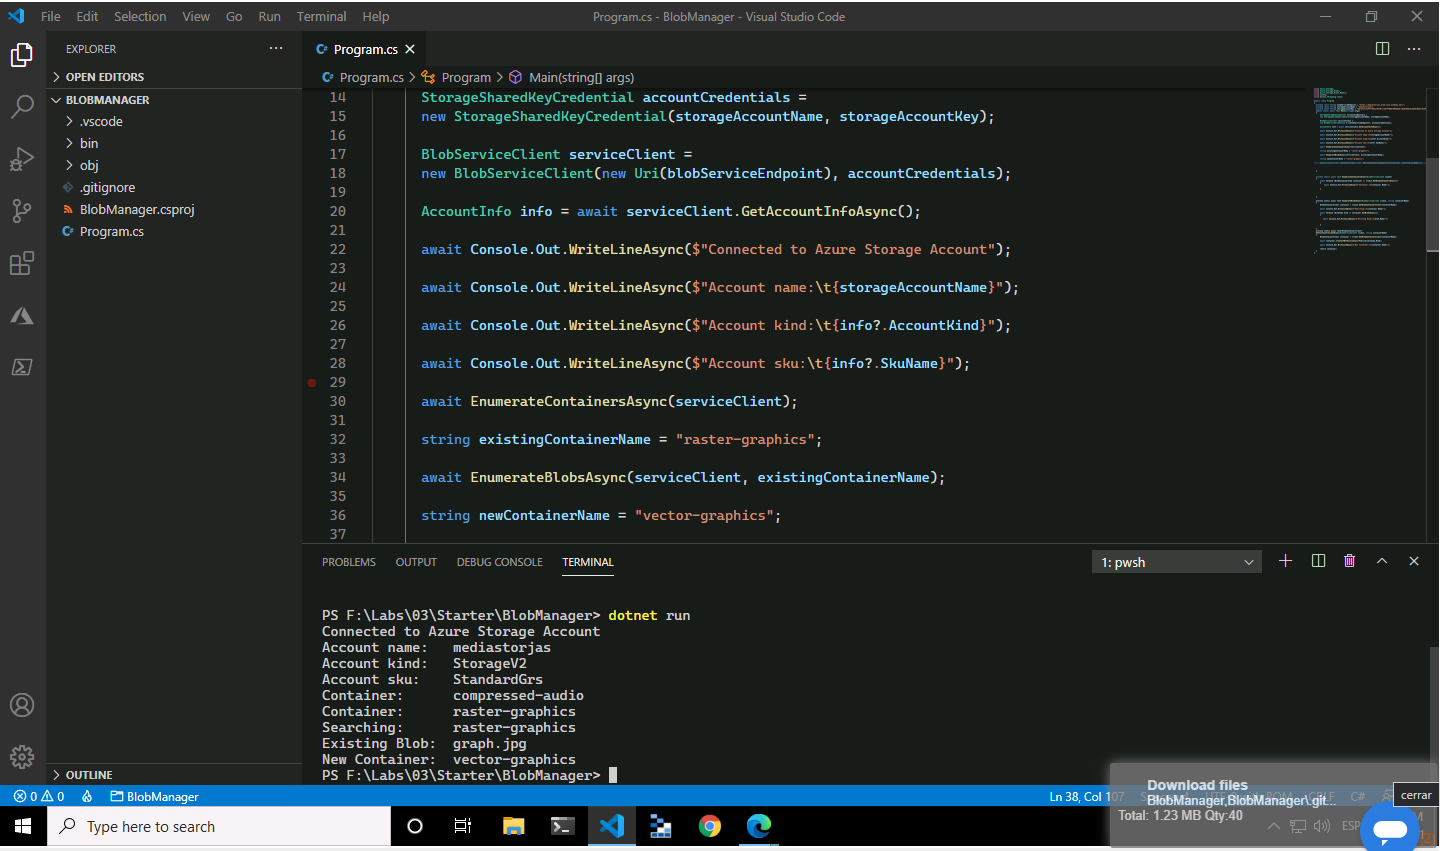 File Edit Selection View Go Run Terminal Help
Program.cs - BlobManager - Visual Studio Code
EXPLORER
OPEN EDITORS
BLOBMANAGER
.vscode
bin
obj
.gitignore
BlobManager.csproj
Program.cs
OUTLINE
Program.cs
Program.cs > Program > Main(string[] args)
14 StorageSharedKeyCredential accountCredentials =
15 new StorageSharedKeyCredential(storageAccountName, storageAccountKey);
16
17 BlobServiceClient serviceClient =
18 new BlobServiceClient(new Uri(blobServiceEndpoint), accountCredentials);
19
20 AccountInfo info = await serviceClient.GetAccountInfoAsync();
21
22 await Console.Out.WriteLineAsync($"Connected to Azure Storage Account");
23
24 await Console.Out.WriteLineAsync($"Account name:\t{storageAccountName}");
25
26 await Console.Out.WriteLineAsync($"Account kind:\t{info?.AccountKind}");
27
28 await Console.Out.WriteLineAsync($"Account sku:\t{info?.SkuName}");
29
30 await EnumerateContainersAsync(serviceClient);
31
32 string existingContainerName = "raster-graphics";
33
34 await EnumerateBlobsAsync(serviceClient, existingContainerName);
35
36 string newContainerName = "vector-graphics";
37
PROBLEMS OUTPUT DEBUG CONSOLE TERMINAL
1: pwsh
PS F:\Labs\03\Starter\BlobManager> dotnet run
Connected to Azure Storage Account
Account name: mediastorjas
Account kind: StorageV2
Account sku: StandardGrs
Container: compressed-audio
Container: raster-graphics
Searching: raster-graphics
Existing Blob: graph.jpg
New Container: vector-graphics
PS F:\Labs\03\Starter\BlobManager>
0 0 BlobManager
Ln 38, Col 107
C#
Download files
BlobManager,BlobManager\.git...
Total: 1.23 MB Qty:40
cerrar
Type here to search
ESP